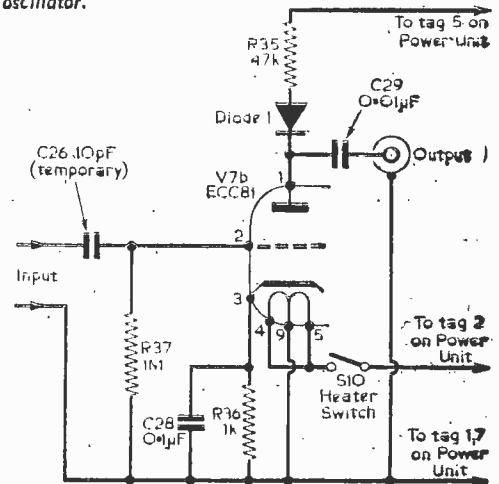 oscillator.
To tag 5 on
Power Unit
R35
47k
C29
0·01µF
Diode 1
C26 10pF
(temporary)
Output 1
V7b
ECC81
1
2
Input
3
4
9
5
To tag 2
on Power
Unit
R37
1M1
S10
Heater
Switch
C28
0·1µF
R36
1k
To tag 1,7
on Power
Unit